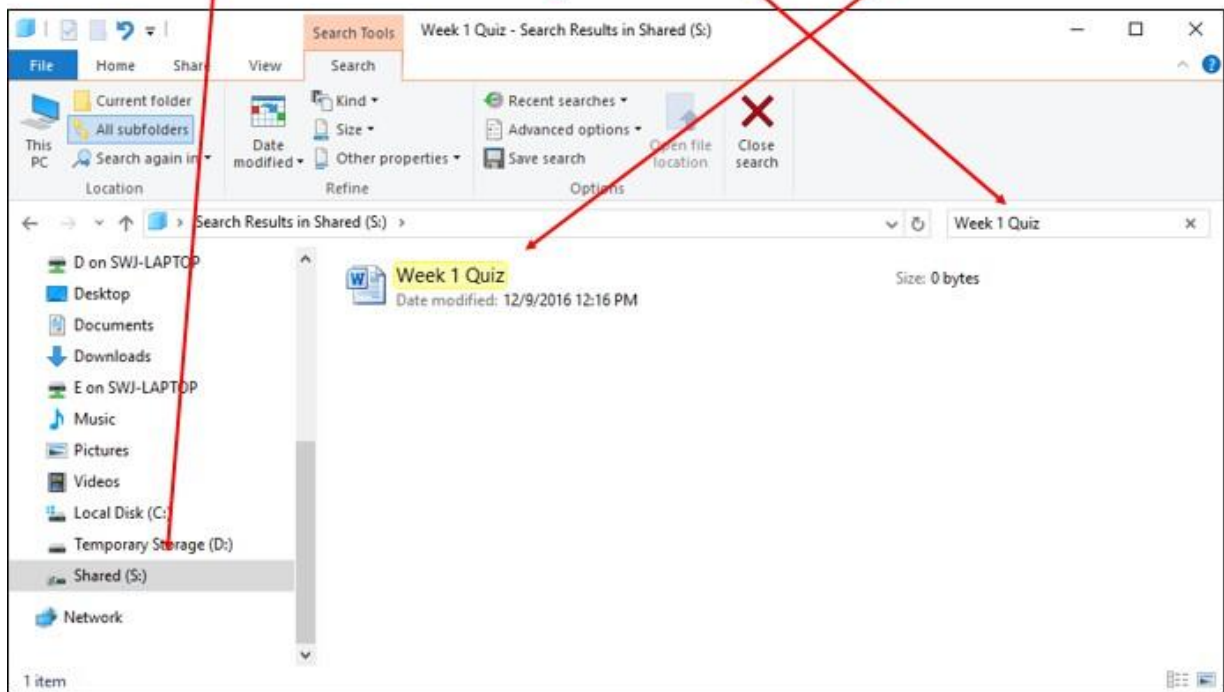 Search Tools
Week 1 Quiz - Search Results in Shared (S:)
File Home Share View Search
Current folder
All subfolders
Search again in
This PC
Location
Date modified
Kind
Size
Other properties
Refine
Recent searches
Advanced options
Save search
Options
Open file location
Close search
Search Results in Shared (S:)
Week 1 Quiz
D on SWJ-LAPTOP
Desktop
Documents
Downloads
E on SWJ-LAPTOP
Music
Pictures
Videos
Local Disk (C:)
Temporary Storage (D:)
Shared (S:)
Network
Week 1 Quiz
Date modified: 12/9/2016 12:16 PM
Size: 0 bytes
1 item